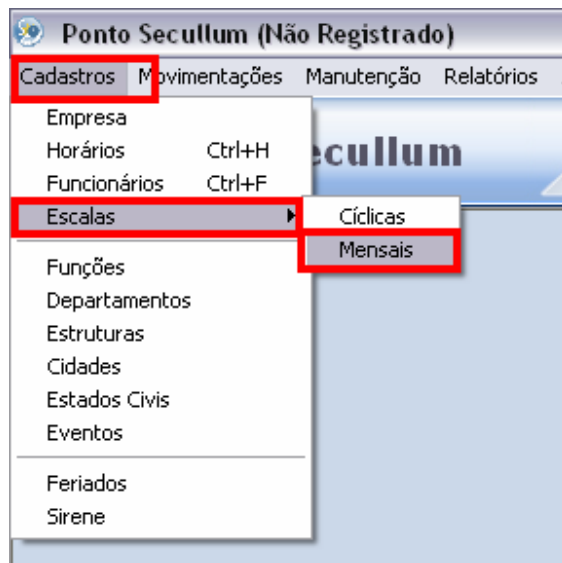 Ponto Secullum (Não Registrado)
Cadastros Movimentações Manutenção Relatórios
Empresa
Horários Ctrl+H
ecullum
Funcionários Ctrl+F
Escalas Cíclicas
Mensais
Funções
Departamentos
Estruturas
Cidades
Estados Civis
Eventos
Feriados
Sirene